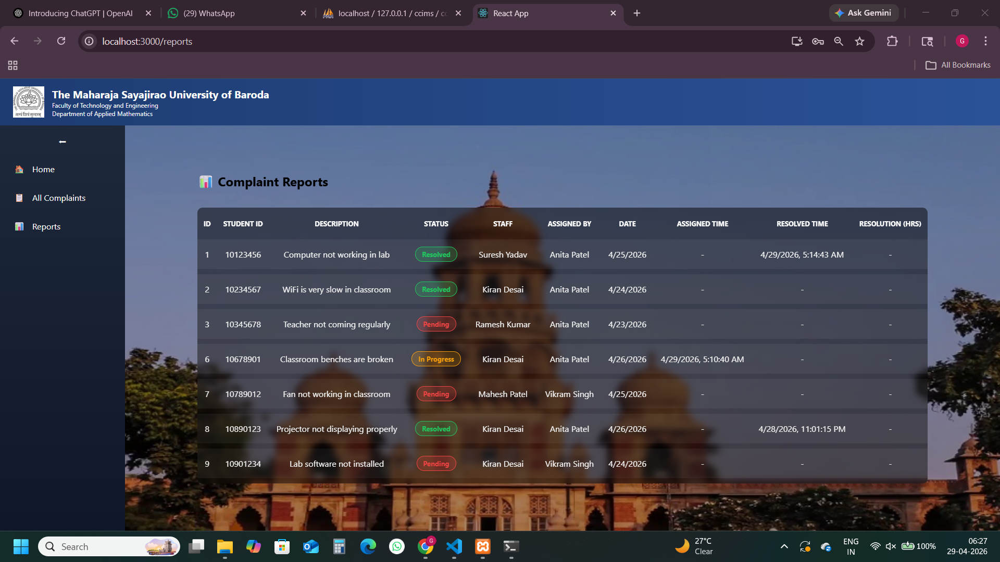 Introducing ChatGPT | OpenAI
(29) WhatsApp
localhost / 127.0.0.1 / ccims / cc
React App
Ask Gemini
localhost:3000/reports
G
All Bookmarks
The Maharaja Sayajirao University of Baroda
Faculty of Technology and Engineering
Department of Applied Mathematics
Home
All Complaints
Reports
Complaint Reports
ID STUDENT ID DESCRIPTION STATUS STAFF ASSIGNED BY DATE ASSIGNED TIME RESOLVED TIME RESOLUTION (HRS)
1 10123456 Computer not working in lab Resolved Suresh Yadav Anita Patel 4/25/2026 - 4/29/2026, 5:14:43 AM -
2 10234567 WiFi is very slow in classroom Resolved Kiran Desai Anita Patel 4/24/2026 - - -
3 10345678 Teacher not coming regularly Pending Ramesh Kumar Anita Patel 4/23/2026 - - -
6 10678901 Classroom benches are broken In Progress Kiran Desai Anita Patel 4/26/2026 4/29/2026, 5:10:40 AM - -
7 10789012 Fan not working in classroom Pending Mahesh Patel Vikram Singh 4/25/2026 - - -
8 10890123 Projector not displaying properly Resolved Kiran Desai Anita Patel 4/26/2026 - 4/28/2026, 11:01:15 PM -
9 10901234 Lab software not installed Pending Kiran Desai Vikram Singh 4/24/2026 - - -
Search
G
27°C
Clear
ENG
IN
100%
06:27
29-04-2026